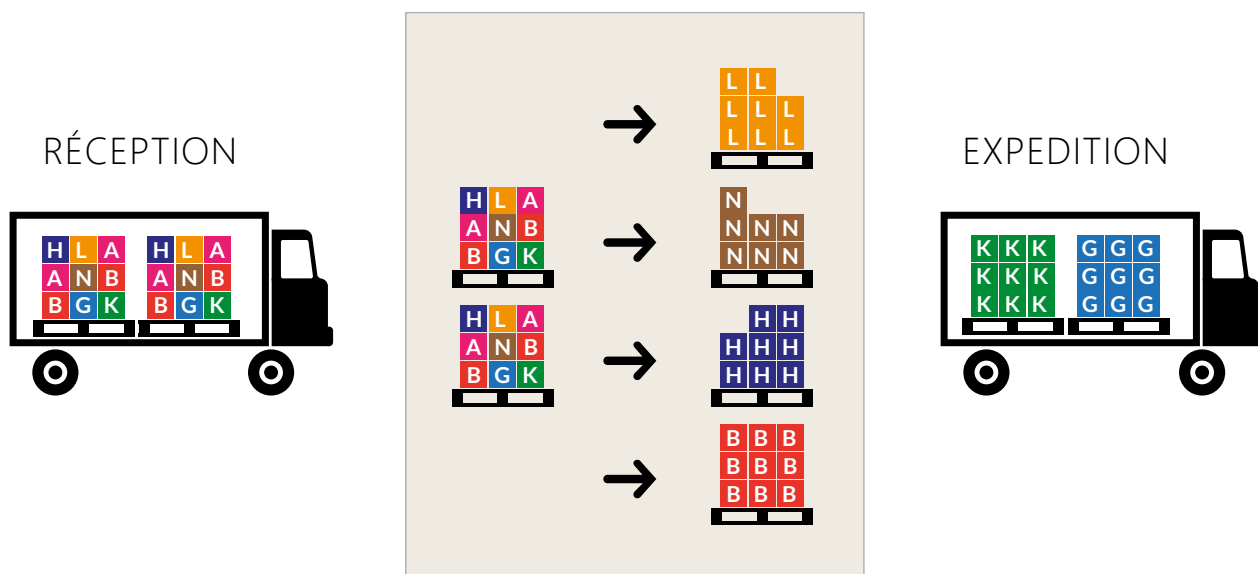 RÉCEPTION
H L A H L A
A N B A N B
B G K B G K
H L A
A N B
B G K
H L A
A N B
B G K
L L
L L L
L L L
N
N N N
N N N
H H
H H H
H H H
B B B
B B B
B B B
EXPEDITION
K K K G G G
K K K G G G
K K K G G G